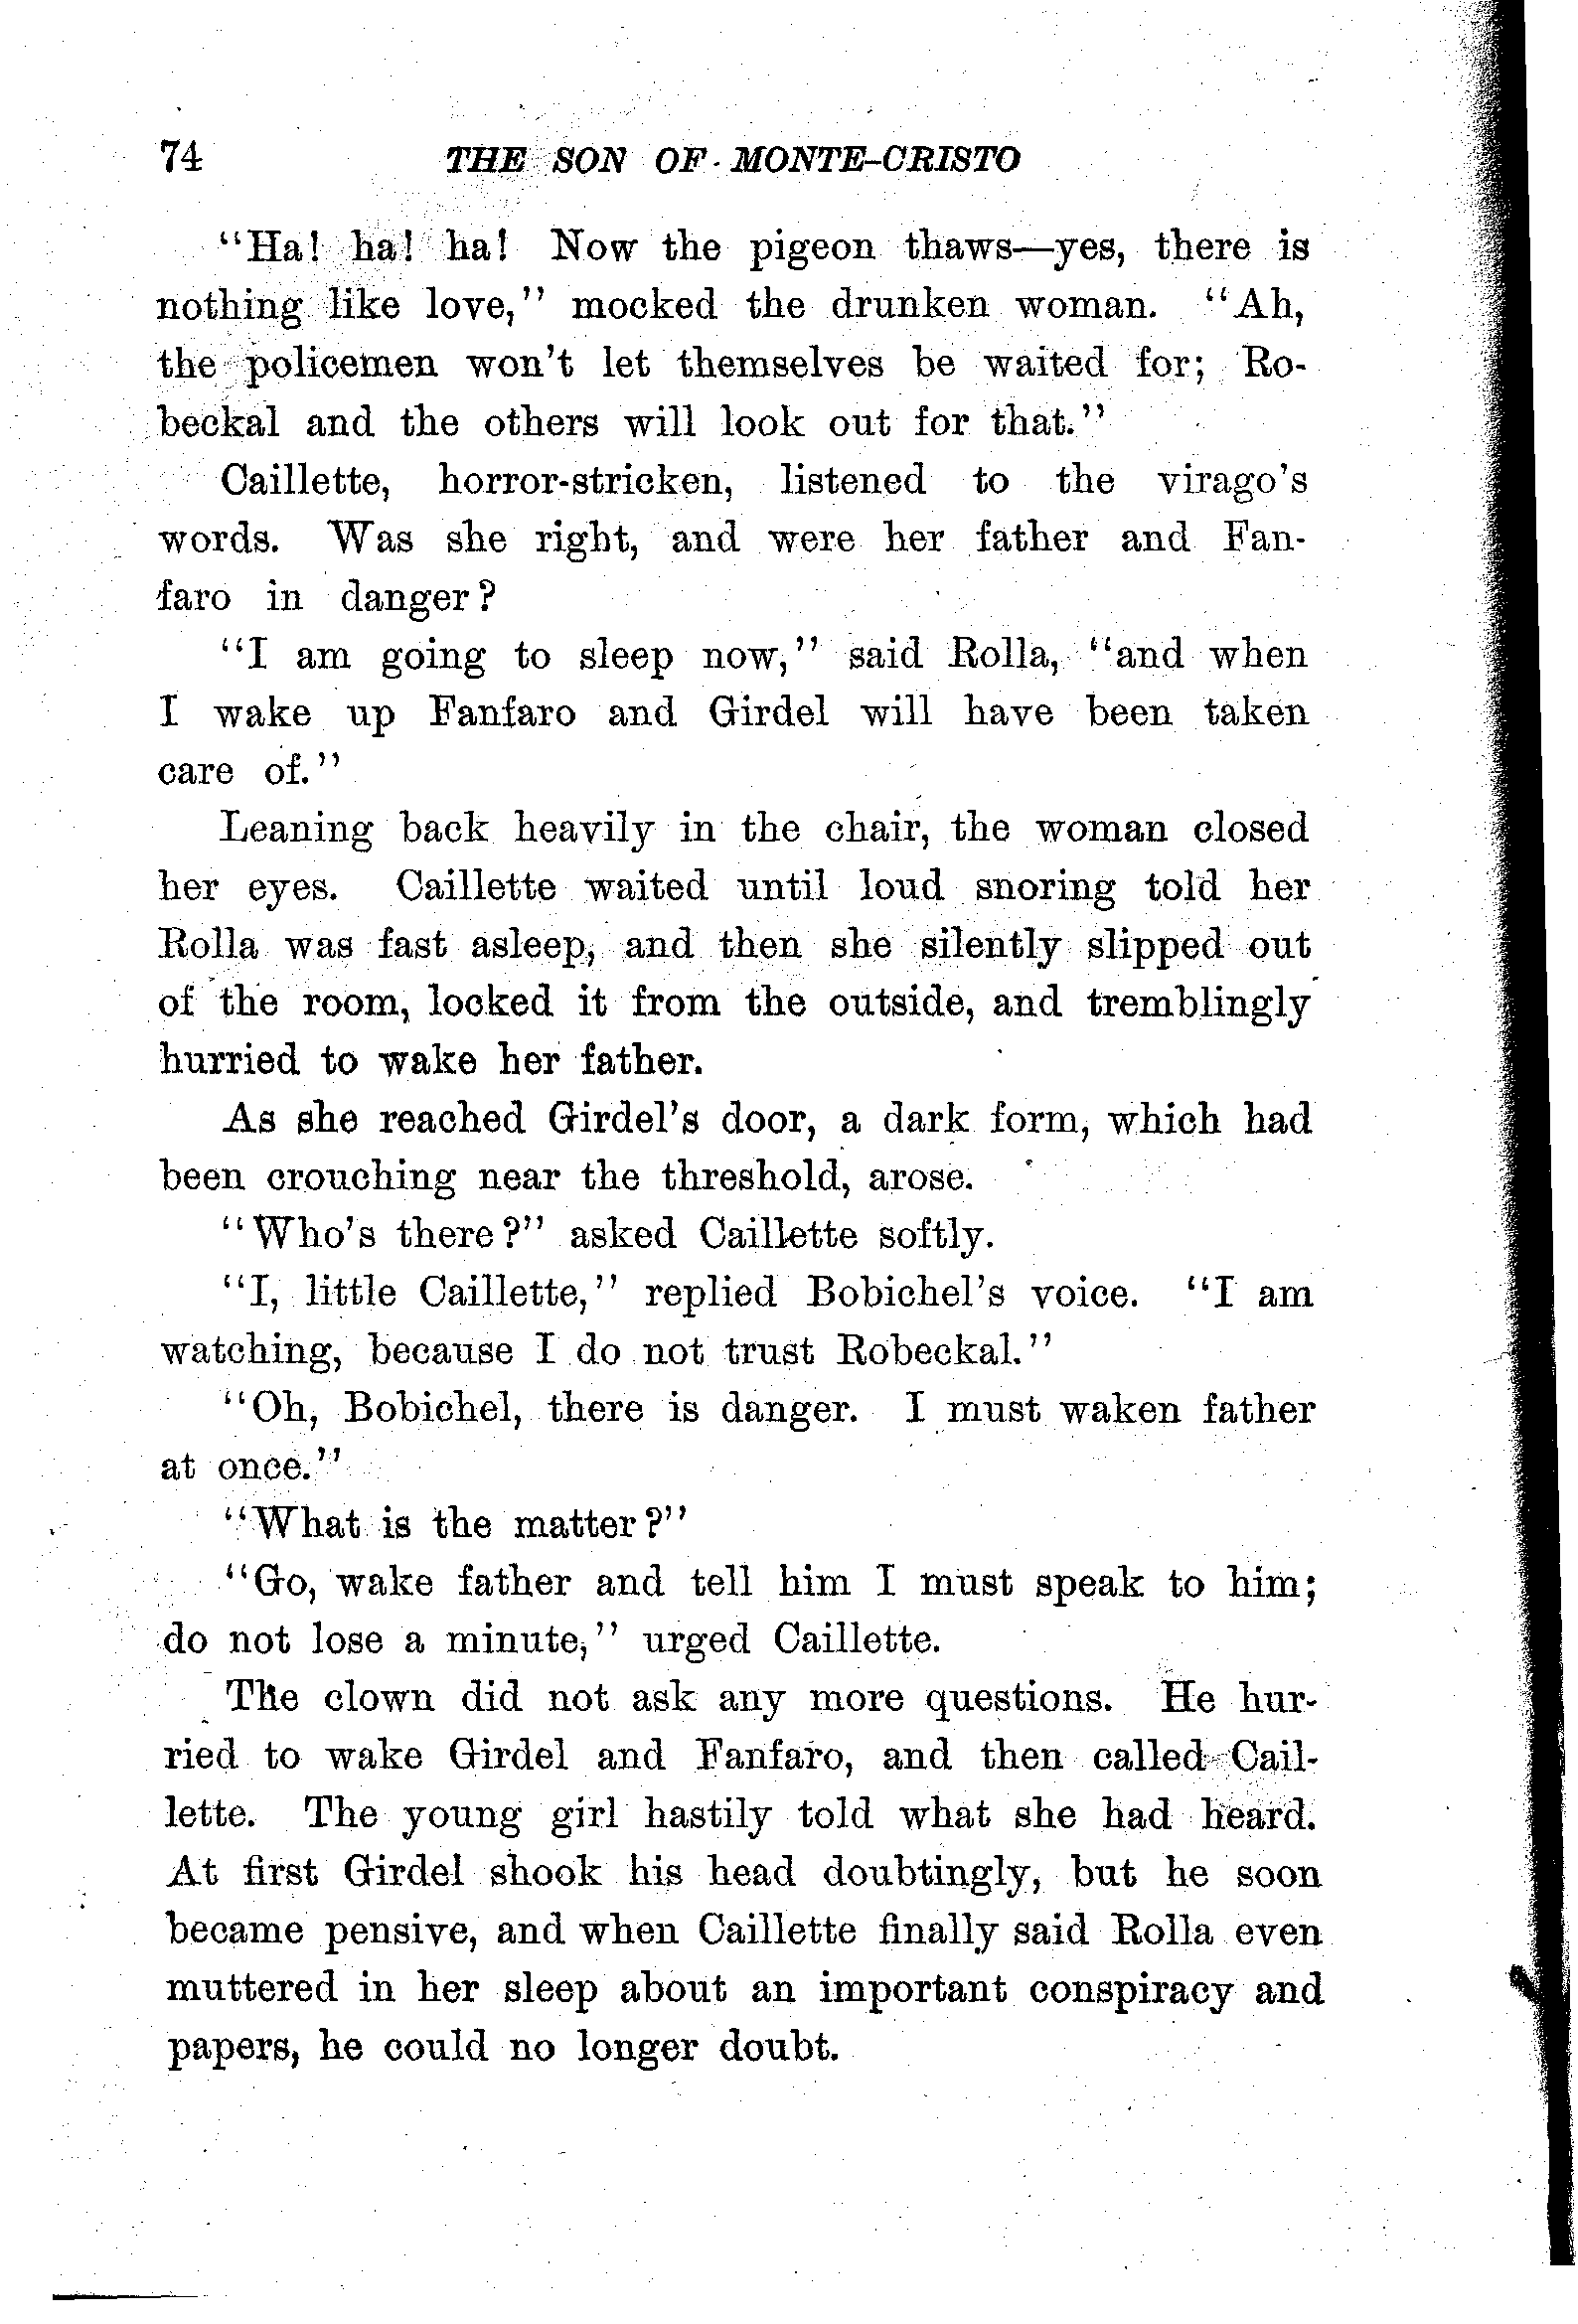 74 THE SON OF MONTE-CRISTO
"Ha! ha! ha! Now the pigeon thaws—yes, there is
nothing like love," mocked the drunken woman. "Ah,
the policemen won't let themselves be waited for; Ro-
beckal and the others will look out for that."
Caillette, horror-stricken, listened to the virago's
words. Was she right, and were her father and Fan-
faro in danger?
"I am going to sleep now," said Rolla, "and when
I wake up Fanfaro and Girdel will have been taken
care of."
Leaning back heavily in the chair, the woman closed
her eyes. Caillette waited until loud snoring told her
Rolla was fast asleep, and then she silently slipped out
of the room, locked it from the outside, and tremblingly
hurried to wake her father.
As she reached Girdel's door, a dark form, which had
been crouching near the threshold, arose.
"Who's there?" asked Caillette softly.
"I, little Caillette," replied Bobichel's voice. "I am
watching, because I do not trust Robeckal."
"Oh, Bobichel, there is danger. I must waken father
at once."
"What is the matter?"
"Go, wake father and tell him I must speak to him;
do not lose a minute," urged Caillette.
The clown did not ask any more questions. He hur-
ried to wake Girdel and Fanfaro, and then called Cail-
lette. The young girl hastily told what she had heard.
At first Girdel shook his head doubtingly, but he soon
became pensive, and when Caillette finally said Rolla even
muttered in her sleep about an important conspiracy and
papers, he could no longer doubt.